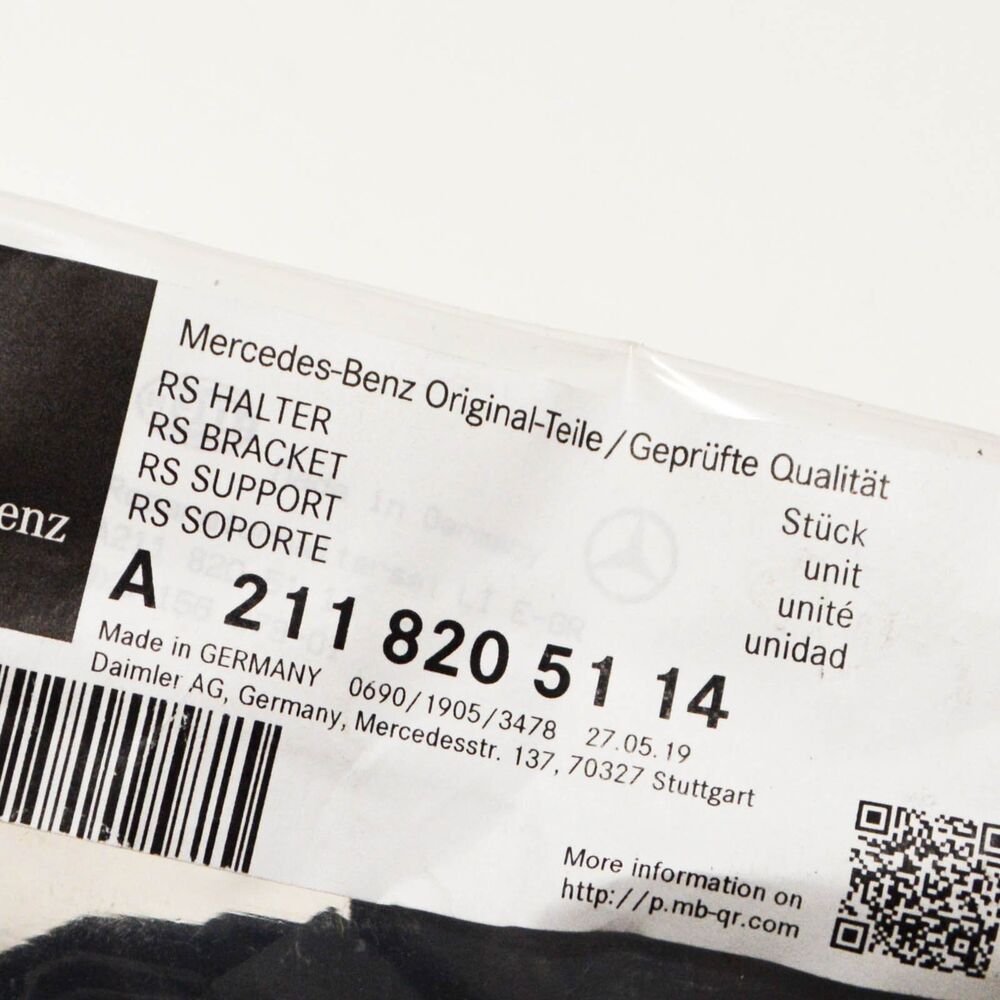 Mercedes-Benz Original-Teile / Geprüfte Qualität
RS HALTER
RS BRACKET
RS SUPPORT
RS SOPORTE
Stück
unit
unité
unidad
enz
A 211 820 51 14
Made in GERMANY 0690/1905/3478 27.05.19
Daimler AG, Germany, Mercedesstr. 137, 70327 Stuttgart
More information on
http://p.mb-qr.com